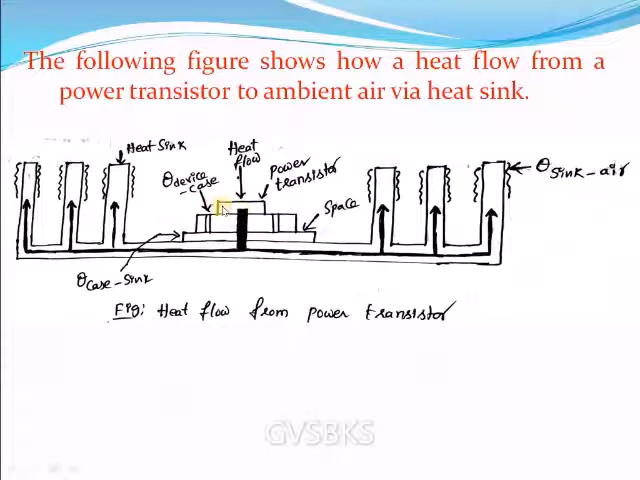 The following figure shows how a heat flow from a
power transistor to ambient air via heat sink.
Heat Sink
Heat
flow
θdevice
-case
power
transistor
θSink-air
Space
θCase-Sink
Fig: Heat flow from power transistor
GVSBKS